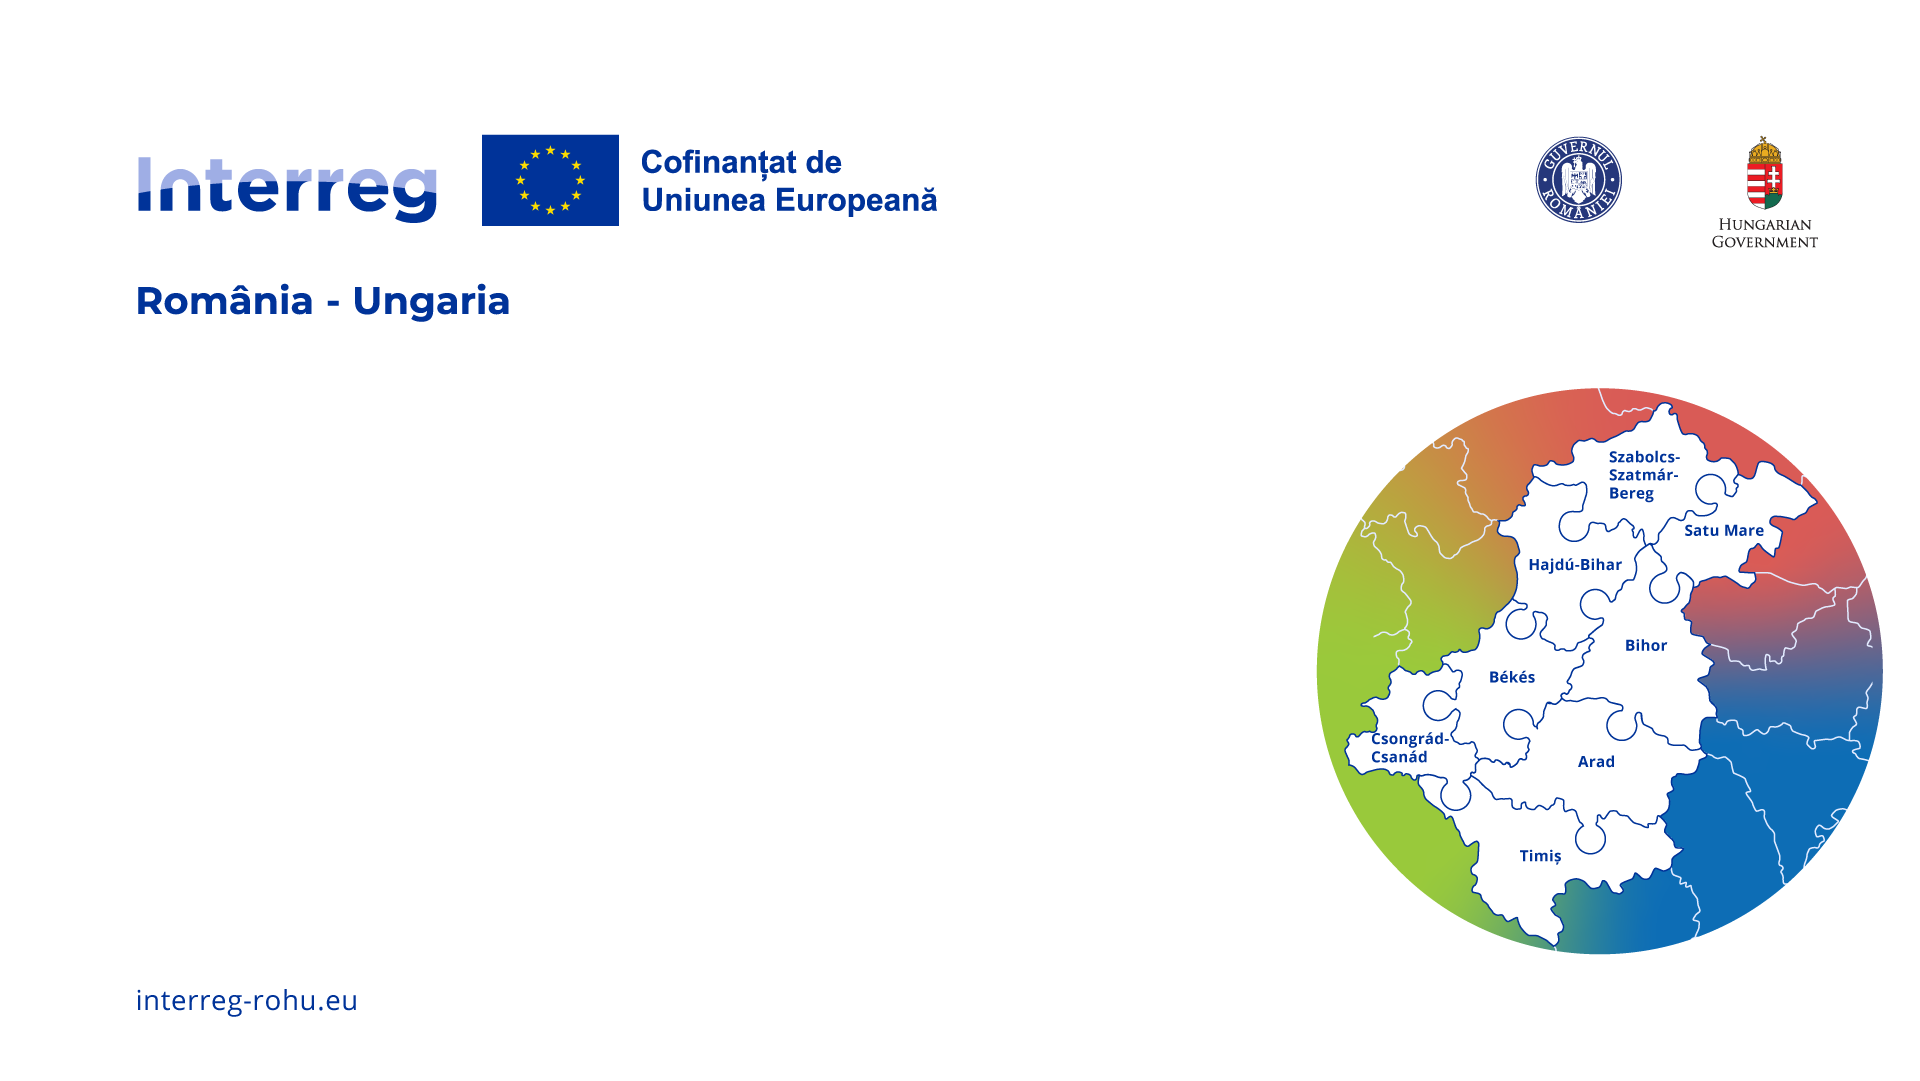 Interreg
Cofinanțat de
Uniunea Europeană
GUVERNUL
ROMÂNIEI
HUNGARIAN
GOVERNMENT
România - Ungaria
Szabolcs-
Szatmár-
Bereg
Satu Mare
Hajdú-Bihar
Bihor
Békés
Csongrád-
Csanád
Arad
Timiș
interreg-rohu.eu